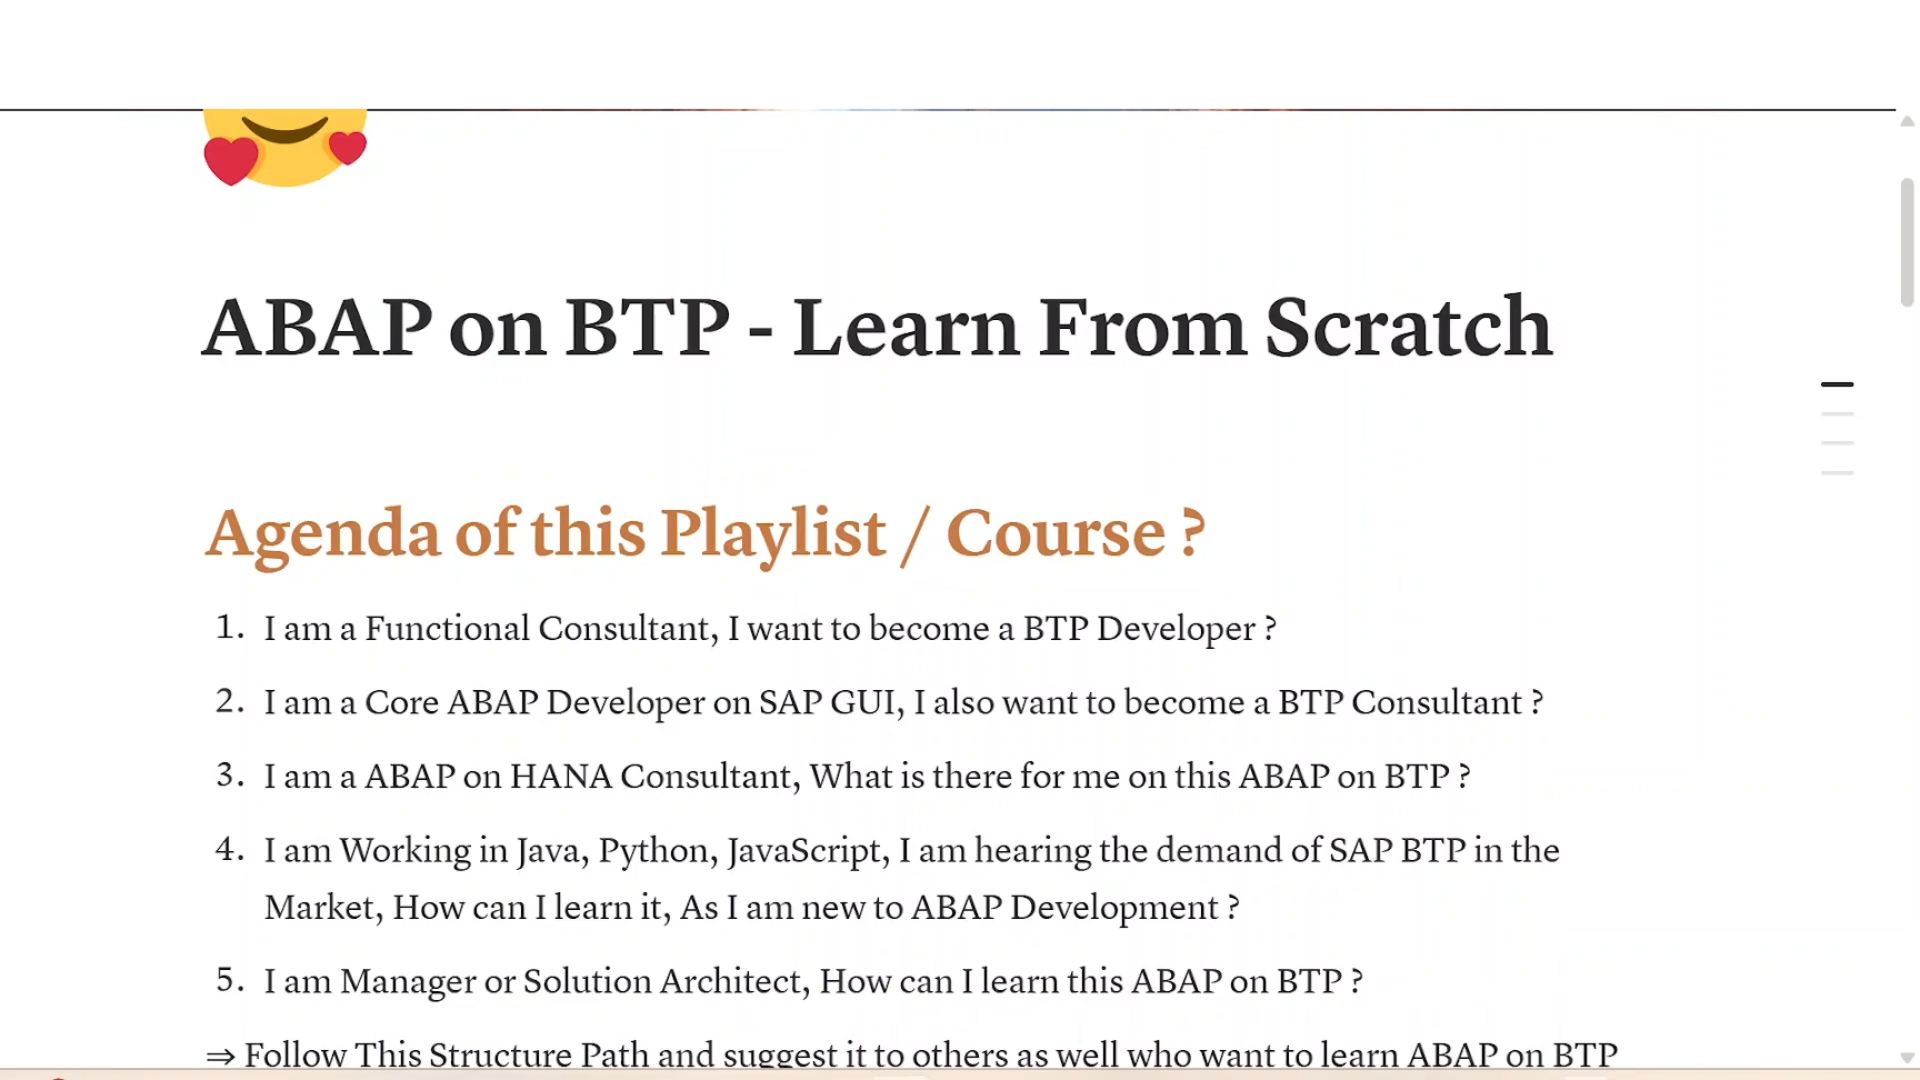 ABAP on BTP - Learn From Scratch
Agenda of this Playlist / Course ?
1. I am a Functional Consultant, I want to become a BTP Developer ?
2. I am a Core ABAP Developer on SAP GUI, I also want to become a BTP Consultant ?
3. I am a ABAP on HANA Consultant, What is there for me on this ABAP on BTP ?
4. I am Working in Java, Python, JavaScript, I am hearing the demand of SAP BTP in the
Market, How can I learn it, As I am new to ABAP Development ?
5. I am Manager or Solution Architect, How can I learn this ABAP on BTP ?
⇒ Follow This Structure Path and suggest it to others as well who want to learn ABAP on BTP